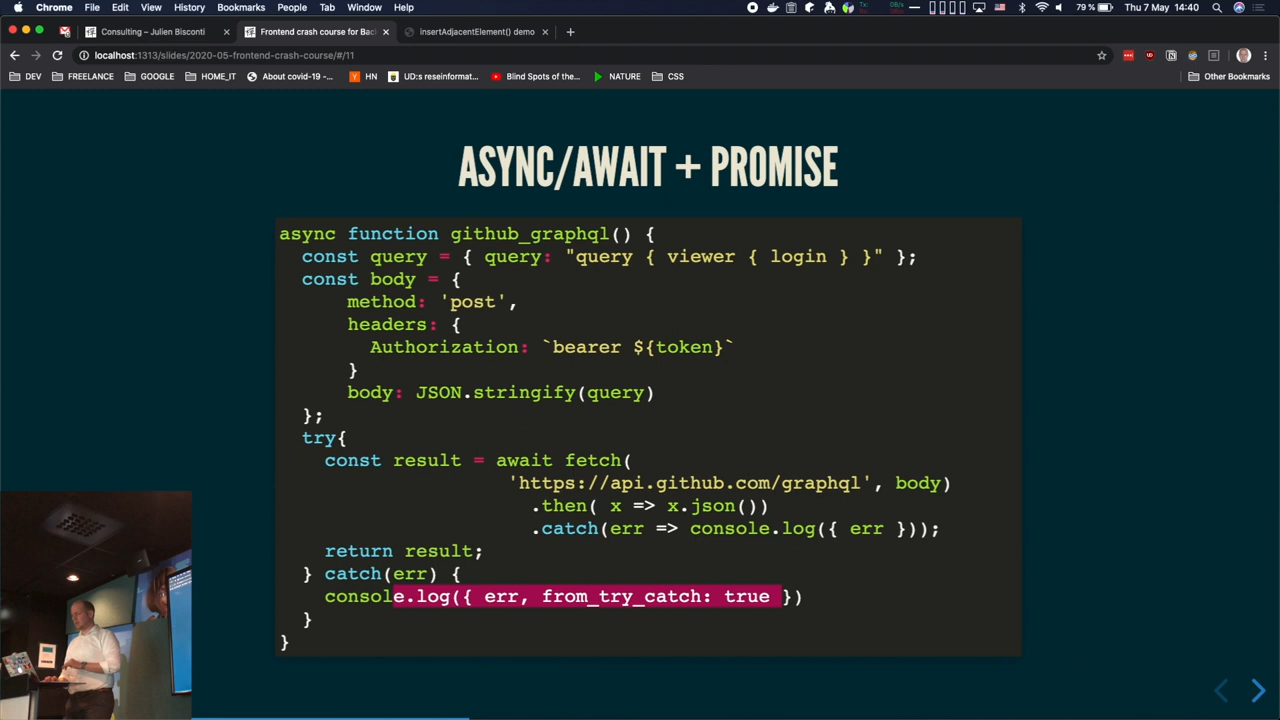 Chrome File Edit View History Bookmarks People Tab Window Help 79 % Thu 7 May 14:40
Consulting – Julien Bisconti Frontend crash course for Bac insertAdjacentElement() demo
localhost:1313/slides/2020-05-frontend-crash-course/#/11
DEV FREELANCE GOOGLE HOME_IT About covid-19 -... HN UD:s reseinformat... Blind Spots of the... NATURE CSS Other Bookmarks
ASYNC/AWAIT + PROMISE
async function github_graphql() {
const query = { query: "query { viewer { login } }" };
const body = {
method: 'post',
headers: {
Authorization: `bearer ${token}`
}
body: JSON.stringify(query)
};
try{
const result = await fetch(
'https://api.github.com/graphql', body)
.then( x => x.json())
.catch(err => console.log({ err }));
return result;
} catch(err) {
console.log({ err, from_try_catch: true })
}
}